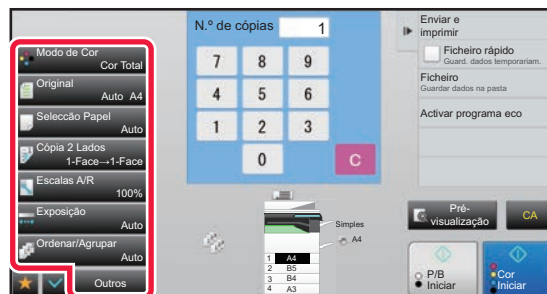 Modo de Cor
Cor Total
Original
Auto A4
Selecção Papel
Auto
Cópia 2 Lados
1-Face→1-Face
Escalas A/R
100%
Exposição
Auto
Ordenar/Agrupar
Auto
Outros
N.º de cópias 1
7 8 9
4 5 6
1 2 3
0 C
Simples
A4
1 A4
2 B5
3 B4
4 A3
Enviar e
imprimir
Ficheiro rápido
Guard. dados temporariam.
Ficheiro
Guardar dados na pasta
Activar programa eco
Pré-
visualização
CA
P/B
Iniciar
Cor
Iniciar